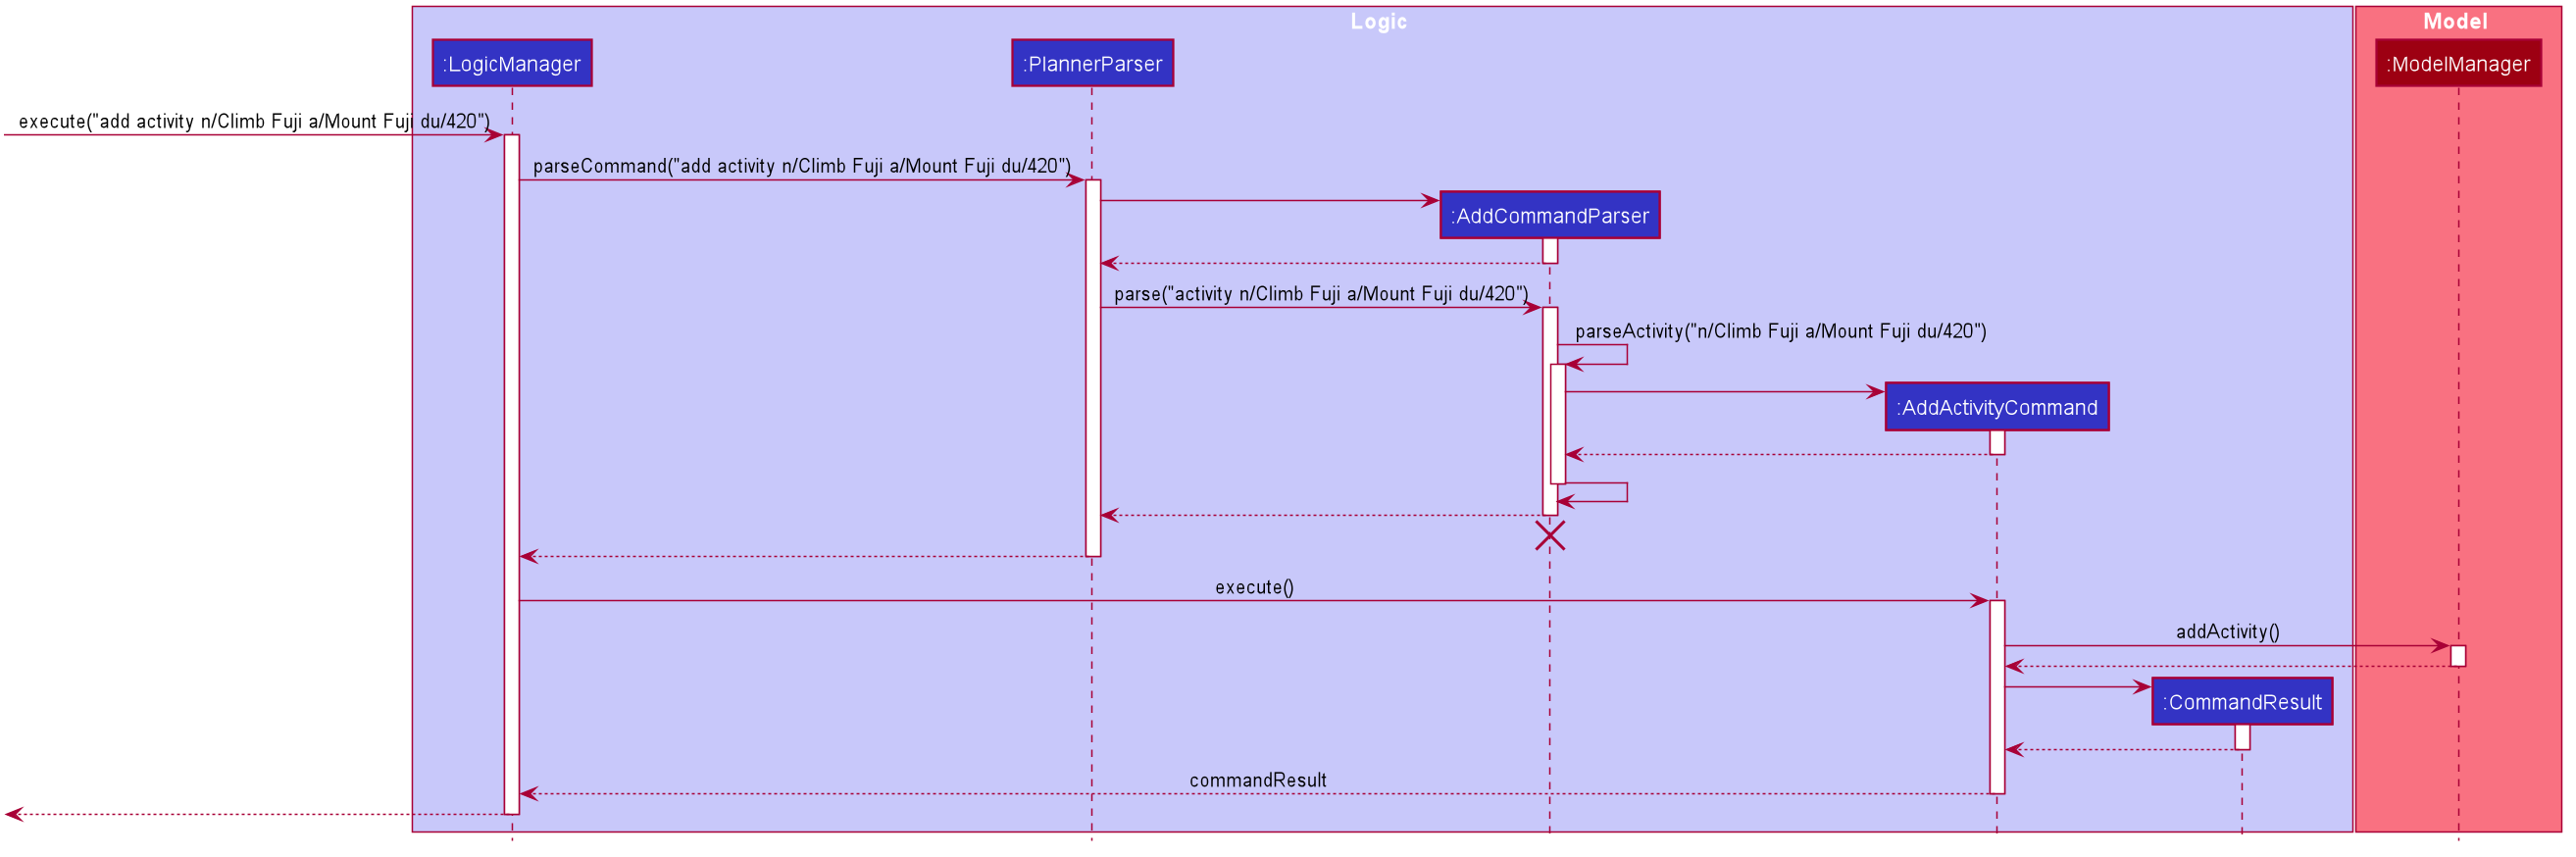 Logic
Model
:LogicManager
:PlannerParser
:ModelManager
execute("add activity n/Climb Fuji a/Mount Fuji du/420")
parseCommand("add activity n/Climb Fuji a/Mount Fuji du/420")
:AddCommandParser
parse("activity n/Climb Fuji a/Mount Fuji du/420")
parseActivity("n/Climb Fuji a/Mount Fuji du/420")
:AddActivityCommand
execute()
addActivity()
:CommandResult
commandResult